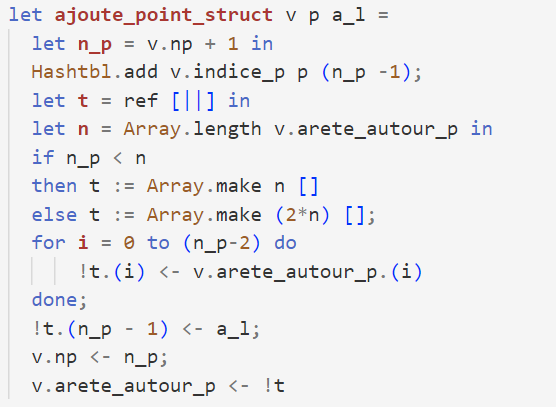 let ajoute_point_struct v p a_l =
let n_p = v.np + 1 in
Hashtbl.add v.indice_p p (n_p -1);
let t = ref [||] in
let n = Array.length v.arete_autour_p in
if n_p < n
then t := Array.make n []
else t := Array.make (2*n) [];
for i = 0 to (n_p-2) do
!t.(i) <- v.arete_autour_p.(i)
done;
!t.(n_p - 1) <- a_l;
v.np <- n_p;
v.arete_autour_p <- !t